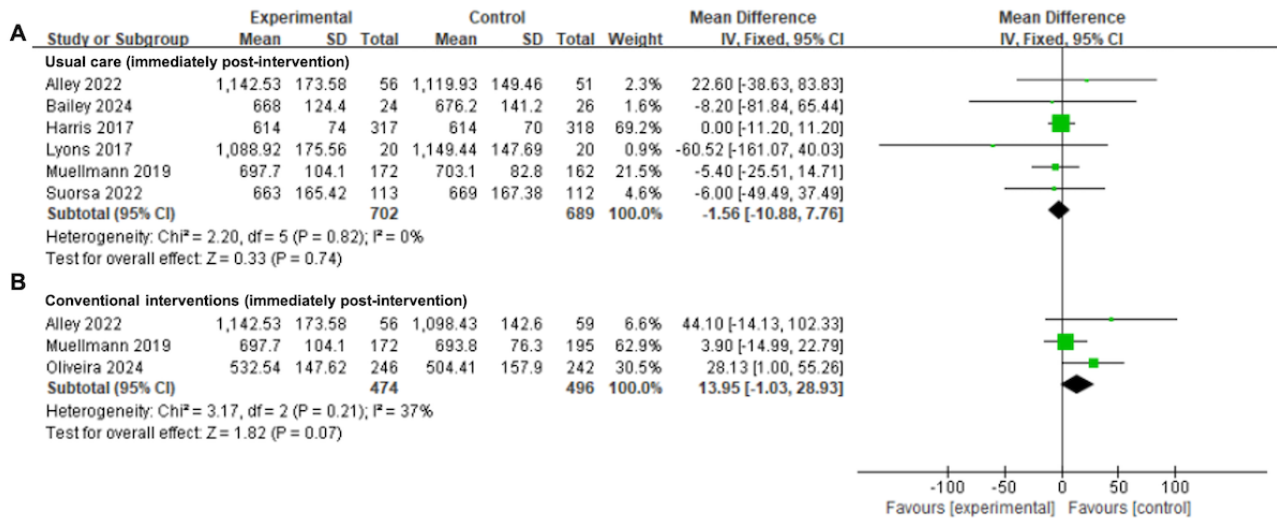 Experimental Control Mean Difference Mean Difference
A Study or Subgroup Mean SD Total Mean SD Total Weight IV, Fixed, 95% CI IV, Fixed, 95% CI
Usual care (immediately post-intervention)
Alley 2022 1,142.53 173.58 56 1,119.93 149.46 51 2.3% 22.60 [-38.63, 83.83]
Bailey 2024 668 124.4 24 676.2 141.2 26 1.6% -8.20 [-81.84, 65.44]
Harris 2017 614 74 317 614 70 318 69.2% 0.00 [-11.20, 11.20]
Lyons 2017 1,088.92 175.56 20 1,149.44 147.69 20 0.9% -60.52 [-161.07, 40.03]
Muellmann 2019 697.7 104.1 172 703.1 82.8 162 21.5% -5.40 [-25.51, 14.71]
Suorsa 2022 663 165.42 113 669 167.38 112 4.6% -6.00 [-49.49, 37.49]
Subtotal (95% CI) 702 689 100.0% -1.56 [-10.88, 7.76]
Heterogeneity: Chi² = 2.20, df = 5 (P = 0.82); I² = 0%
Test for overall effect: Z = 0.33 (P = 0.74)
B
Conventional interventions (immediately post-intervention)
Alley 2022 1,142.53 173.58 56 1,098.43 142.6 59 6.6% 44.10 [-14.13, 102.33]
Muellmann 2019 697.7 104.1 172 693.8 76.3 195 62.9% 3.90 [-14.99, 22.79]
Oliveira 2024 532.54 147.62 246 504.41 157.9 242 30.5% 28.13 [1.00, 55.26]
Subtotal (95% CI) 474 496 100.0% 13.95 [-1.03, 28.93]
Heterogeneity: Chi² = 3.17, df = 2 (P = 0.21); I² = 37%
Test for overall effect: Z = 1.82 (P = 0.07)
-100 -50 0 50 100
Favours [experimental] Favours [control]